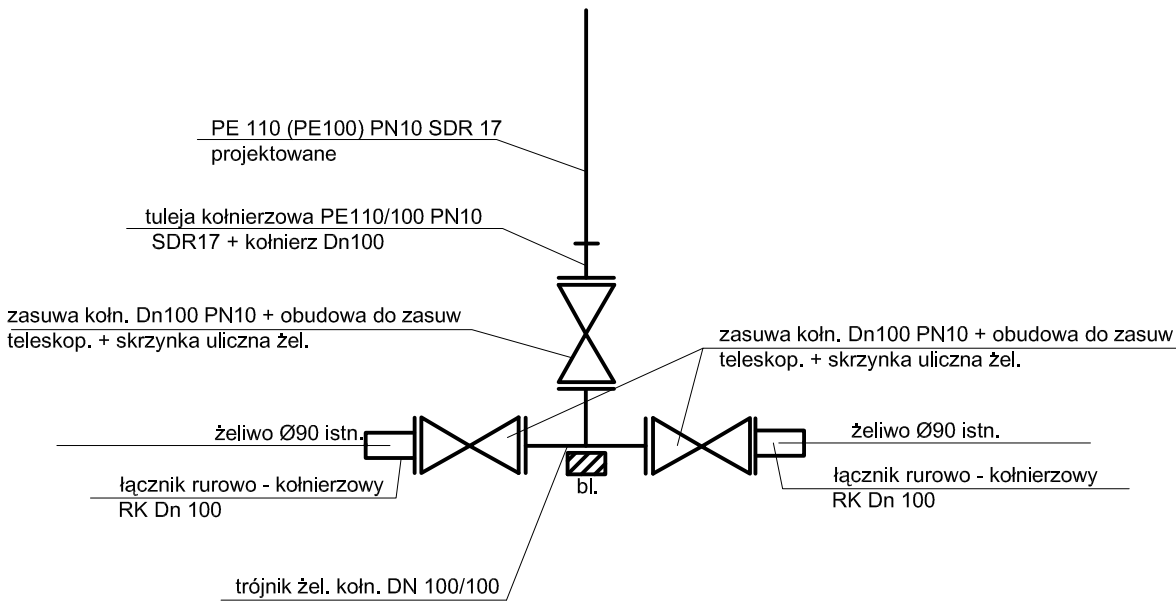 PE 110 (PE100) PN10 SDR 17
projektowane
tuleja kołnierzowa PE110/100 PN10
SDR17 + kołnierz Dn100
zasuwa kołn. Dn100 PN10 + obudowa do zasuw
teleskop. + skrzynka uliczna żel.
zasuwa kołn. Dn100 PN10 + obudowa do zasuw
teleskop. + skrzynka uliczna żel.
żeliwo Ø90 istn.
żeliwo Ø90 istn.
łącznik rurowo - kołnierzowy
RK Dn 100
bl.
łącznik rurowo - kołnierzowy
RK Dn 100
trójnik żel. kołn. DN 100/100